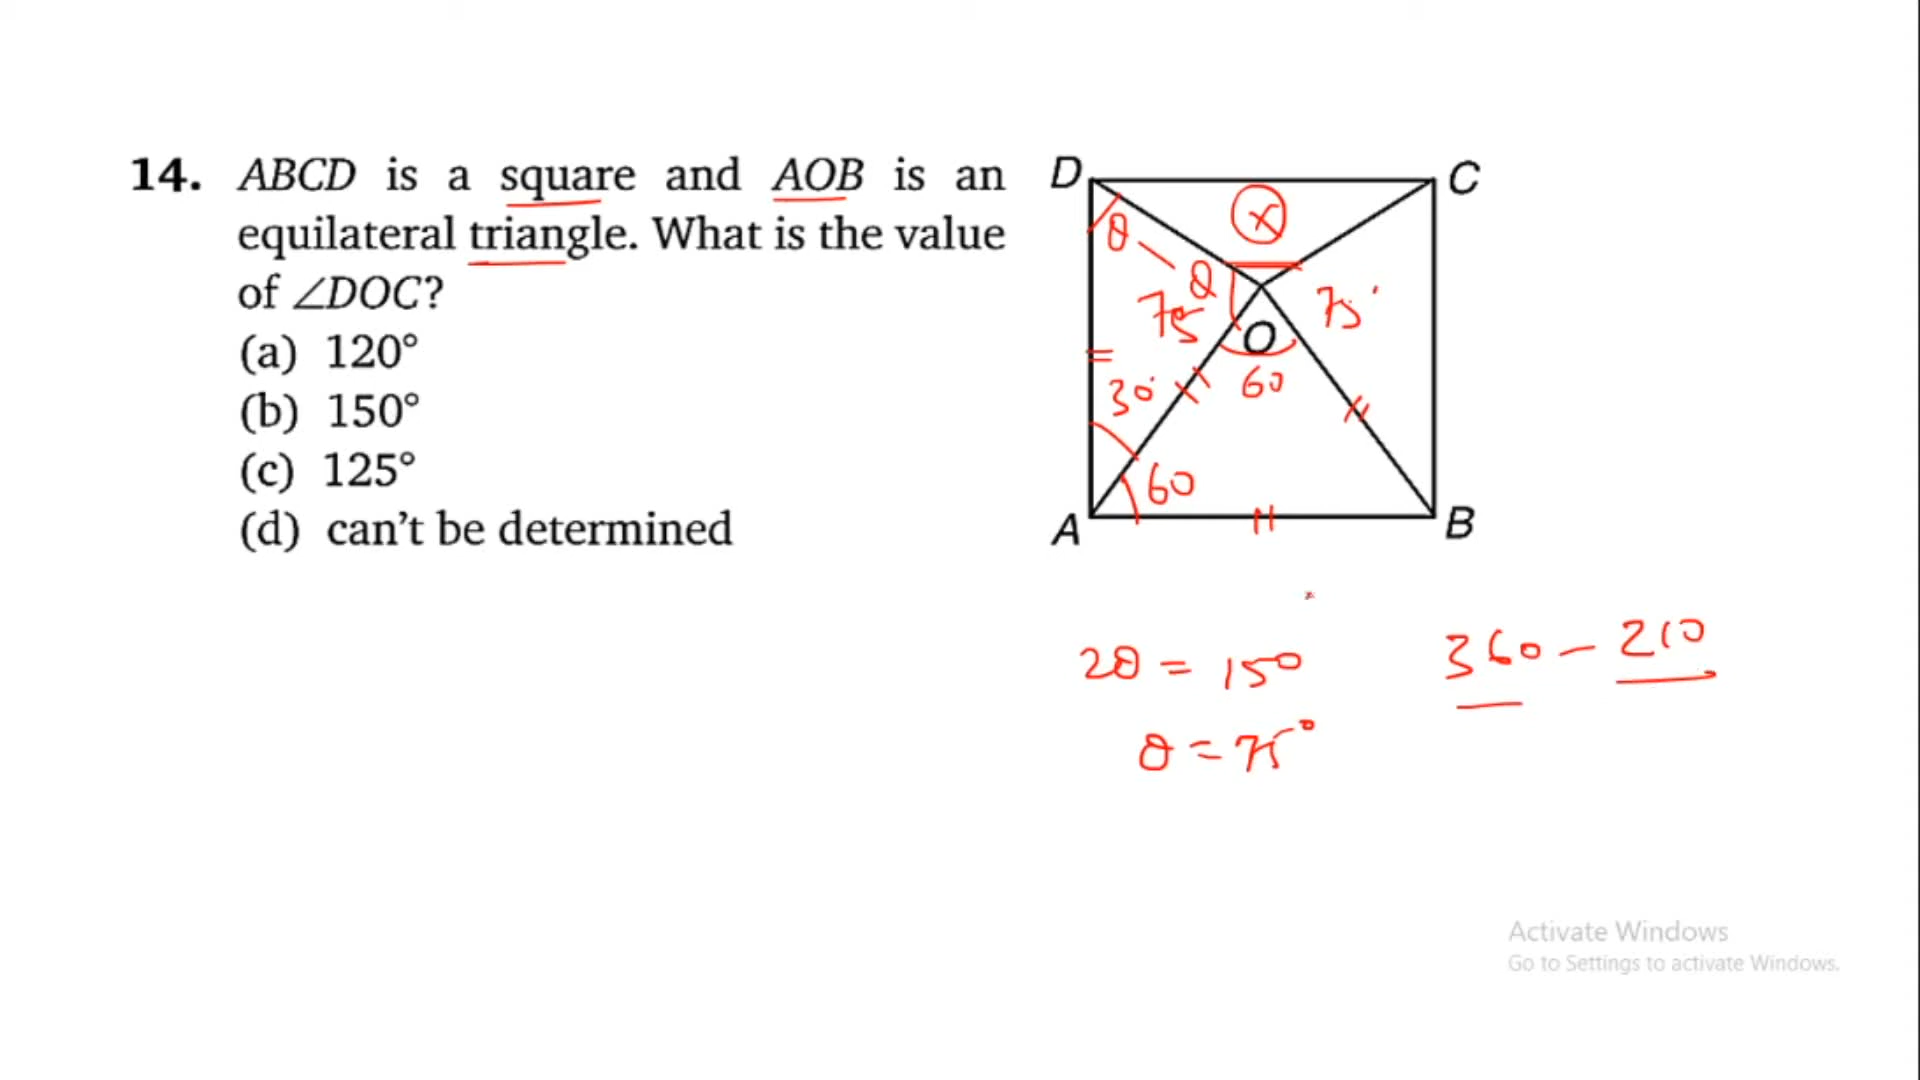 14. ABCD is a square and AOB is an
equilateral triangle. What is the value
of ∠DOC?
(a) 120°
(b) 150°
(c) 125°
(d) can't be determined
D
C
x
θ
θ
75
75°
O
30
60
60
A
B
2θ = 150
θ = 75°
360 - 210
Activate Windows
Go to Settings to activate Windows.